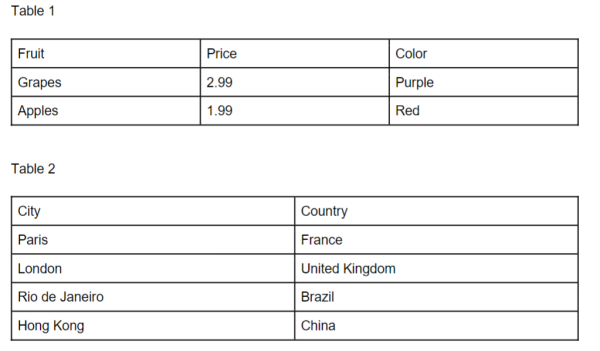 Table 1
Fruit Price Color
Grapes 2.99 Purple
Apples 1.99 Red
Table 2
City Country
Paris France
London United Kingdom
Rio de Janeiro Brazil
Hong Kong China